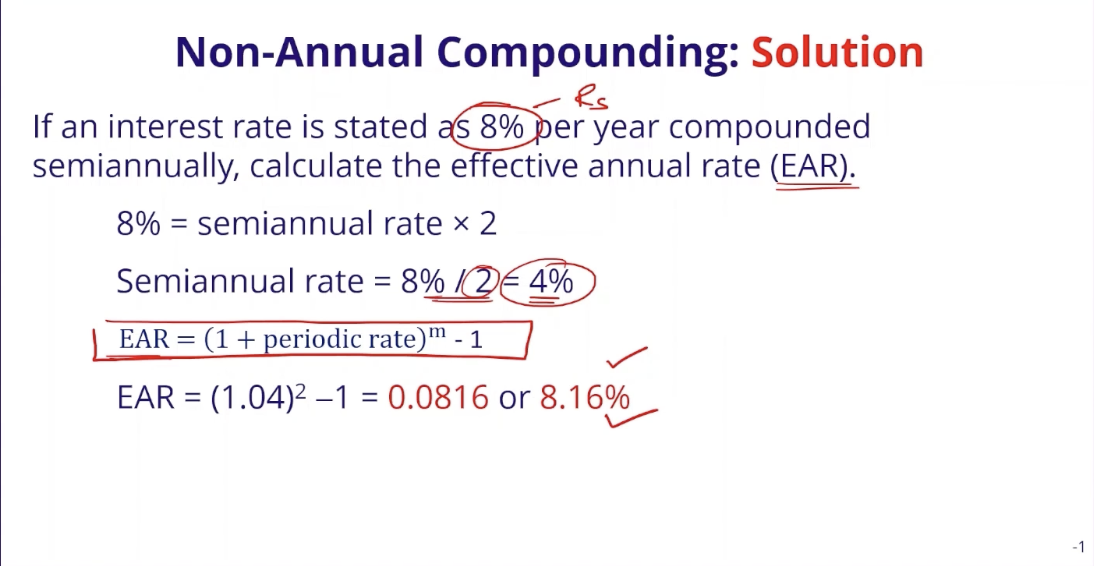 Non-Annual Compounding: Solution
Rs
If an interest rate is stated as 8% per year compounded
semiannually, calculate the effective annual rate (EAR).
8% = semiannual rate × 2
Semiannual rate = 8% / 2 = 4%
EAR = (1 + periodic rate)ᵐ - 1
EAR = (1.04)² –1 = 0.0816 or 8.16%
-1